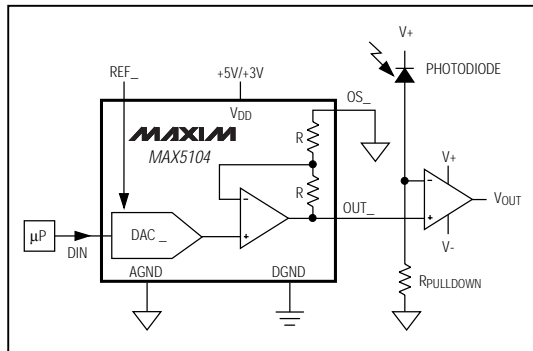 V+
REF_
+5V/+3V
PHOTODIODE
OS_
VDD
MAXIM
MAX5104
R
R
V+
-
+
VOUT
-
+
OUT_
µP
DIN
DAC _
V-
AGND
DGND
RPULLDOWN